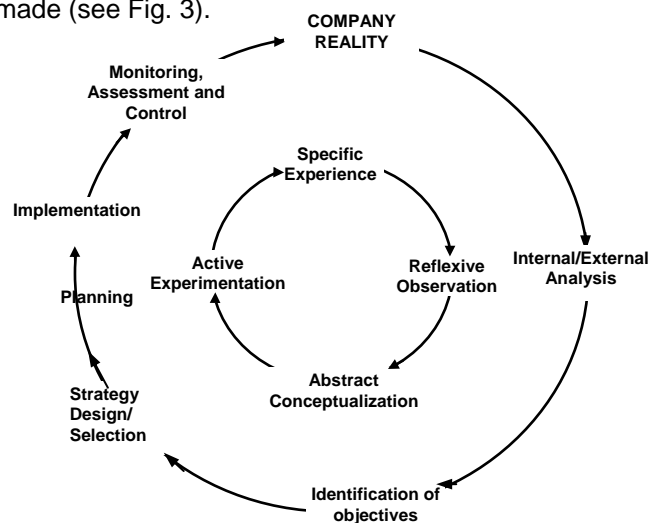 made (see Fig. 3).
COMPANY
REALITY
Monitoring,
Assessment and
Control
Specific
Experience
Implementation
Internal/External
Analysis
Active
Experimentation
Reflexive
Observation
Planning
Abstract
Conceptualization
Strategy
Design/
Selection
Identification of
objectives